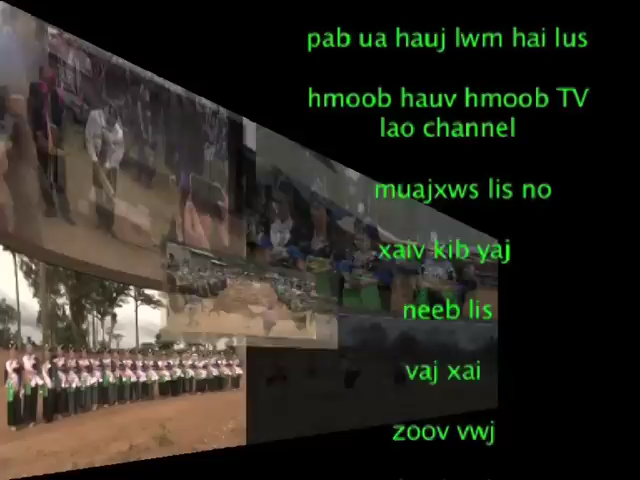 pab ua hauj lwm hai lus
hmoob hauv hmoob TV
lao channel
muajxws lis no
xaiv kib yaj
neeb lis
vaj xai
zoov vwj